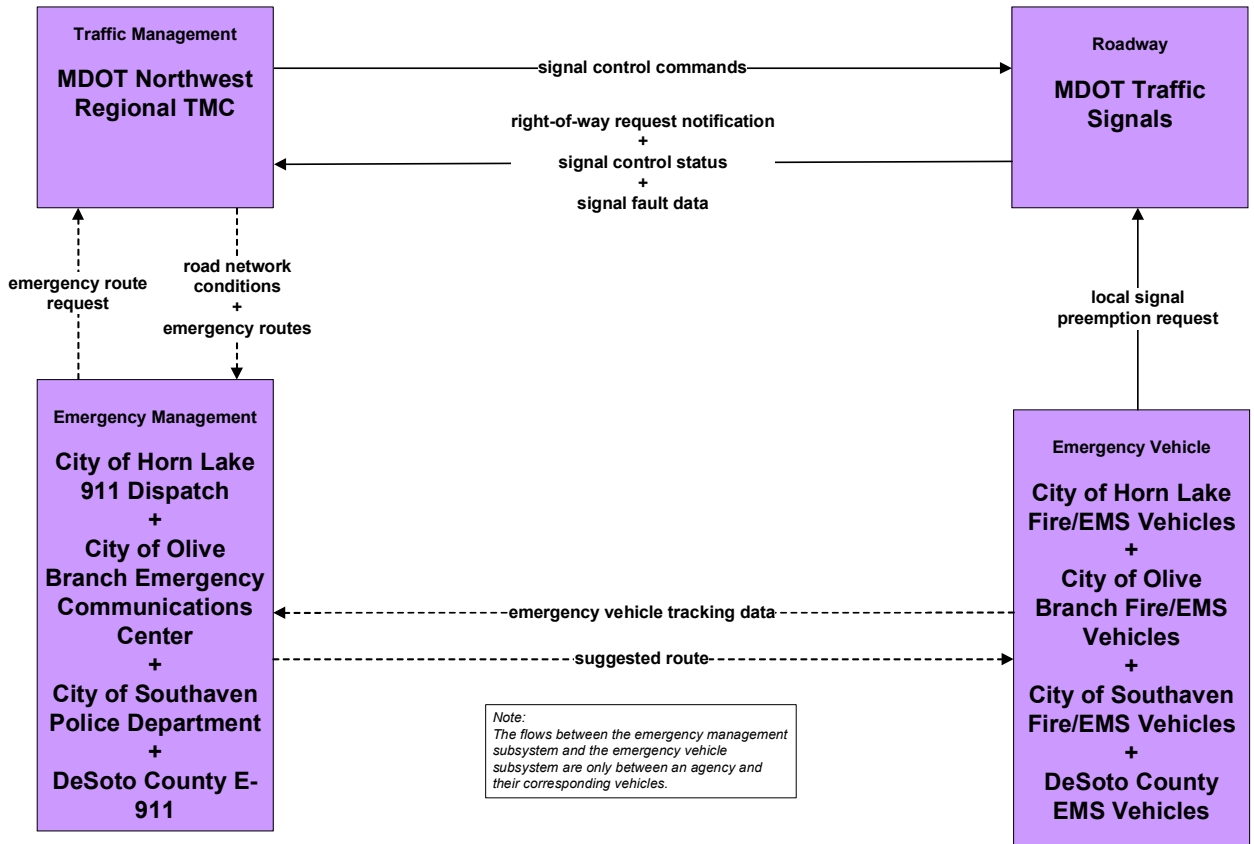 Traffic Management
MDOT Northwest
Regional TMC
signal control commands
Roadway
MDOT Traffic
Signals
right-of-way request notification
+
signal control status
+
signal fault data
emergency route
request
road network
conditions
+
emergency routes
local signal
preemption request
Emergency Management
City of Horn Lake
911 Dispatch
+
City of Olive
Branch Emergency
Communications
Center
+
City of Southaven
Police Department
+
DeSoto County E-
911
emergency vehicle tracking data
suggested route
Note:
The flows between the emergency management
subsystem and the emergency vehicle
subsystem are only between an agency and
their corresponding vehicles.
Emergency Vehicle
City of Horn Lake
Fire/EMS Vehicles
+
City of Olive
Branch Fire/EMS
Vehicles
+
City of Southaven
Fire/EMS Vehicles
+
DeSoto County
EMS Vehicles